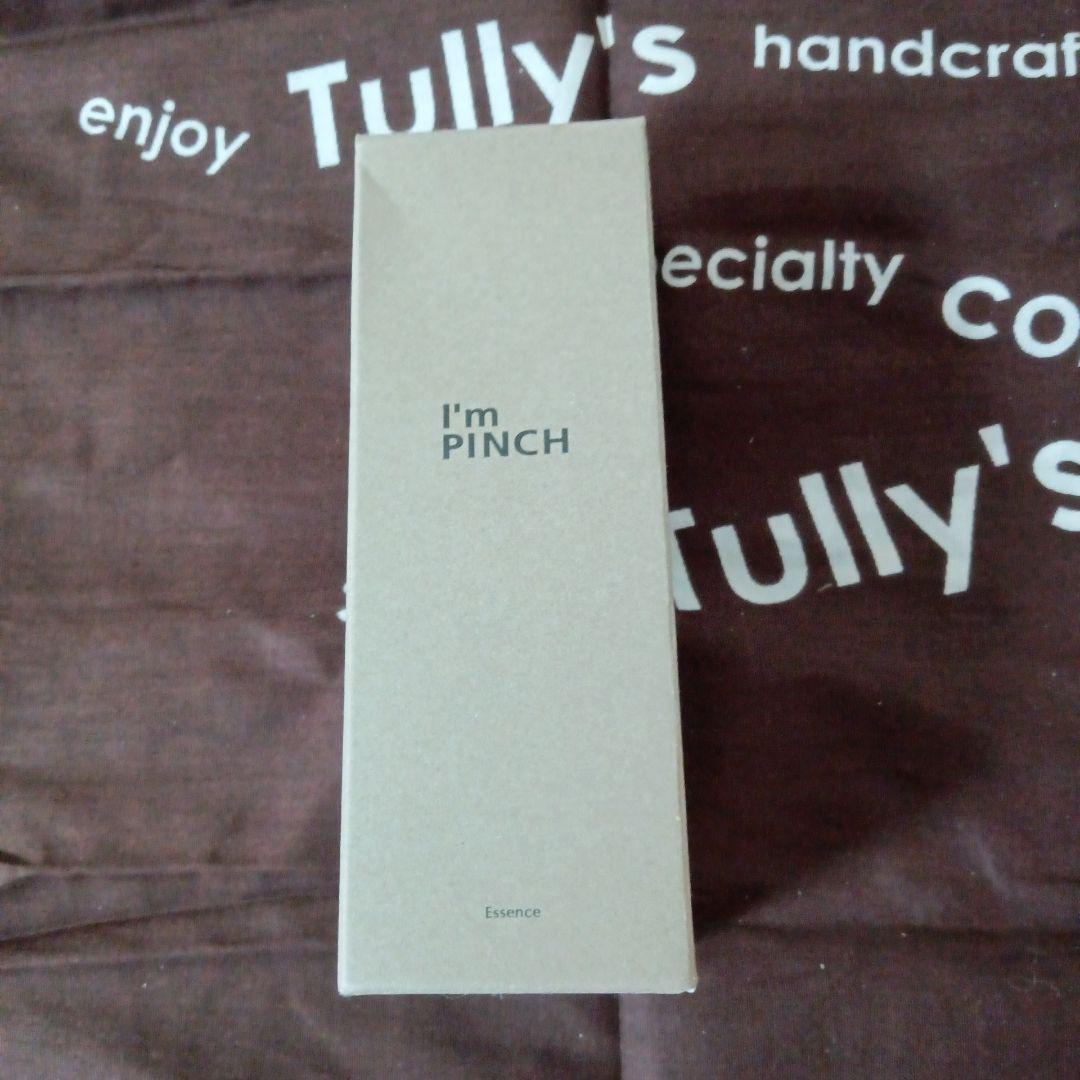 enjoy Tully's handcraf
ecialty co
Tully's
I'm
PINCH
Essence